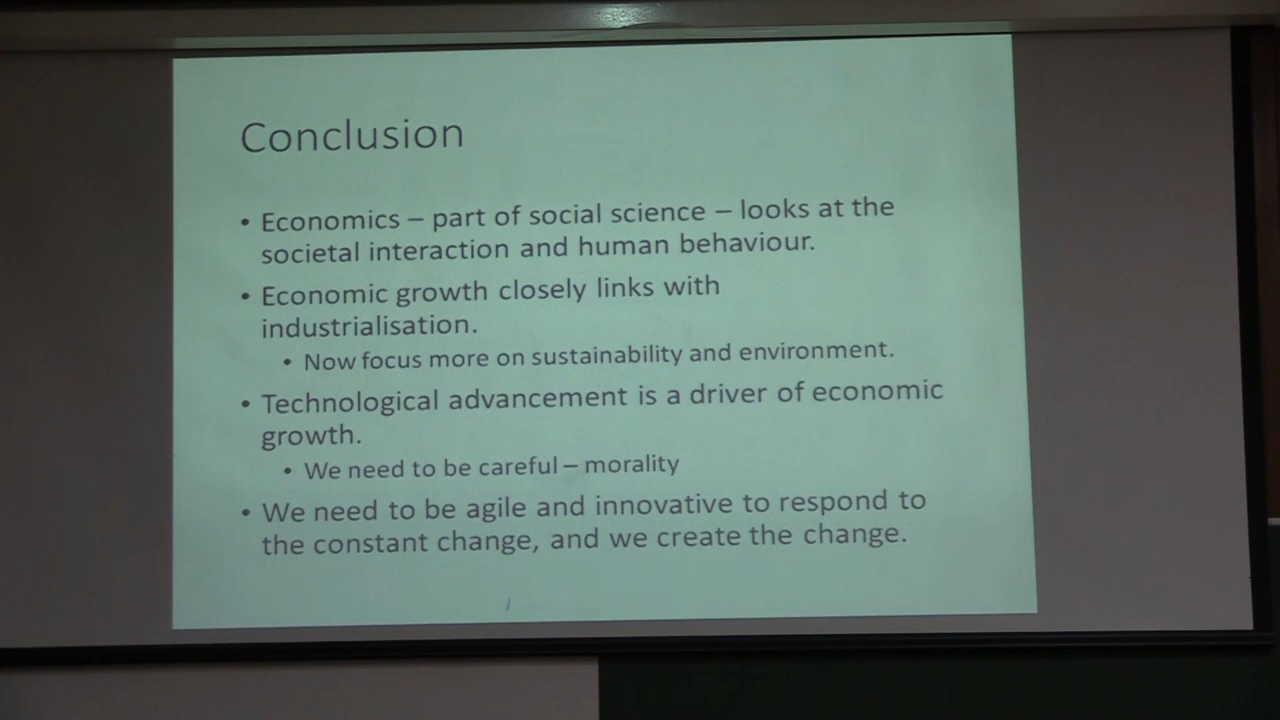 Conclusion
• Economics – part of social science – looks at the
societal interaction and human behaviour.
• Economic growth closely links with
industrialisation.
• Now focus more on sustainability and environment.
• Technological advancement is a driver of economic
growth.
• We need to be careful – morality
• We need to be agile and innovative to respond to
the constant change, and we create the change.